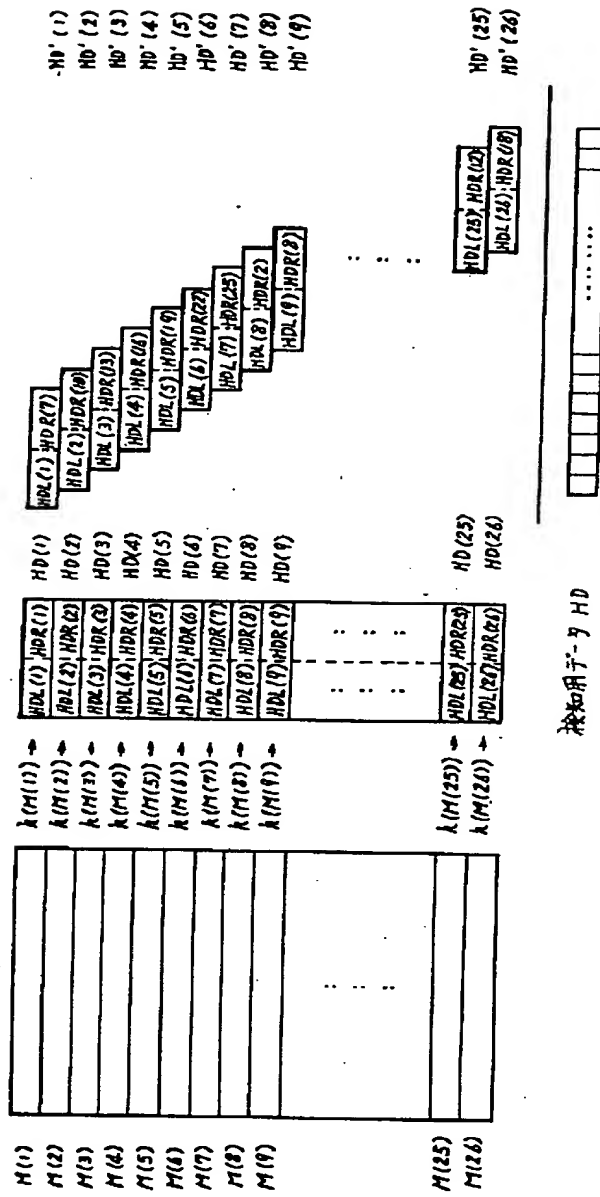 M(1) h(M(1)) → HDL(1) HDR(1) HD(1) HDL(1) HDR(7) HD'(1)
M(2) h(M(2)) → HDL(2) HDR(2) HD(2) HDL(2) HDR(10) HD'(2)
M(3) h(M(3)) → HDL(3) HDR(3) HD(3) HDL(3) HDR(13) HD'(3)
M(4) h(M(4)) → HDL(4) HDR(4) HD(4) HDL(4) HDR(16) HD'(4)
M(5) h(M(5)) → HDL(5) HDR(5) HD(5) HDL(5) HDR(19) HD'(5)
M(6) h(M(6)) → HDL(6) HDR(6) HD(6) HDL(6) HDR(22) HD'(6)
M(7) h(M(7)) → HDL(7) HDR(7) HD(7) HDL(7) HDR(25) HD'(7)
M(8) h(M(8)) → HDL(8) HDR(8) HD(8) HDL(8) HDR(2) HD'(8)
M(9) h(M(9)) → HDL(9) HDR(9) HD(9) HDL(9) HDR(8) HD'(9)
M(25) h(M(25)) → HDL(25) HDR(25) HD(25) HDL(25) HDR(12) HD'(25)
M(26) h(M(26)) → HDL(26) HDR(26) HD(26) HDL(26) HDR(18) HD'(26)
検知用データ HD